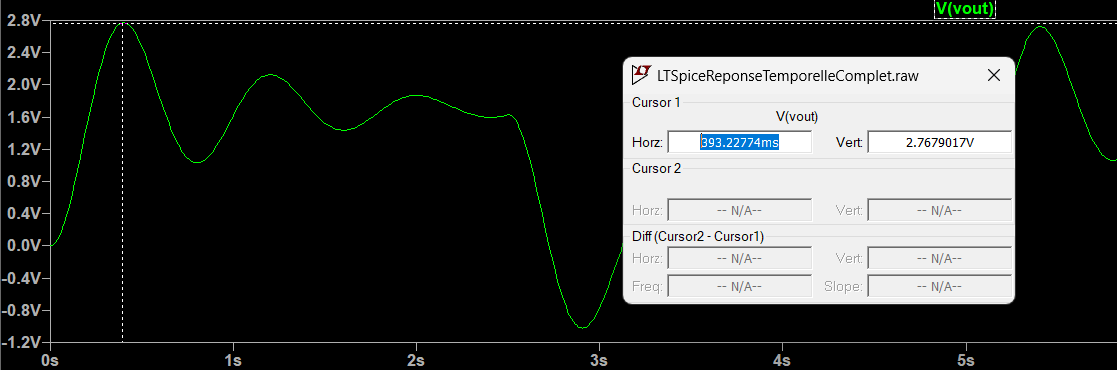 V(vout)
2.8V
2.4V
2.0V
1.6V
1.2V
0.8V
0.4V
0.0V
-0.4V
-0.8V
-1.2V
0s 1s 2s 3s 4s 5s
LTSpiceReponseTemporelleComplet.raw
Cursor 1
V(vout)
Horz: 393.22774ms Vert: 2.7679017V
Cursor 2
Horz: -- N/A-- Vert: -- N/A--
Diff (Cursor2 - Cursor1)
Horz: -- N/A-- Vert: -- N/A--
Freq: -- N/A-- Slope: -- N/A--